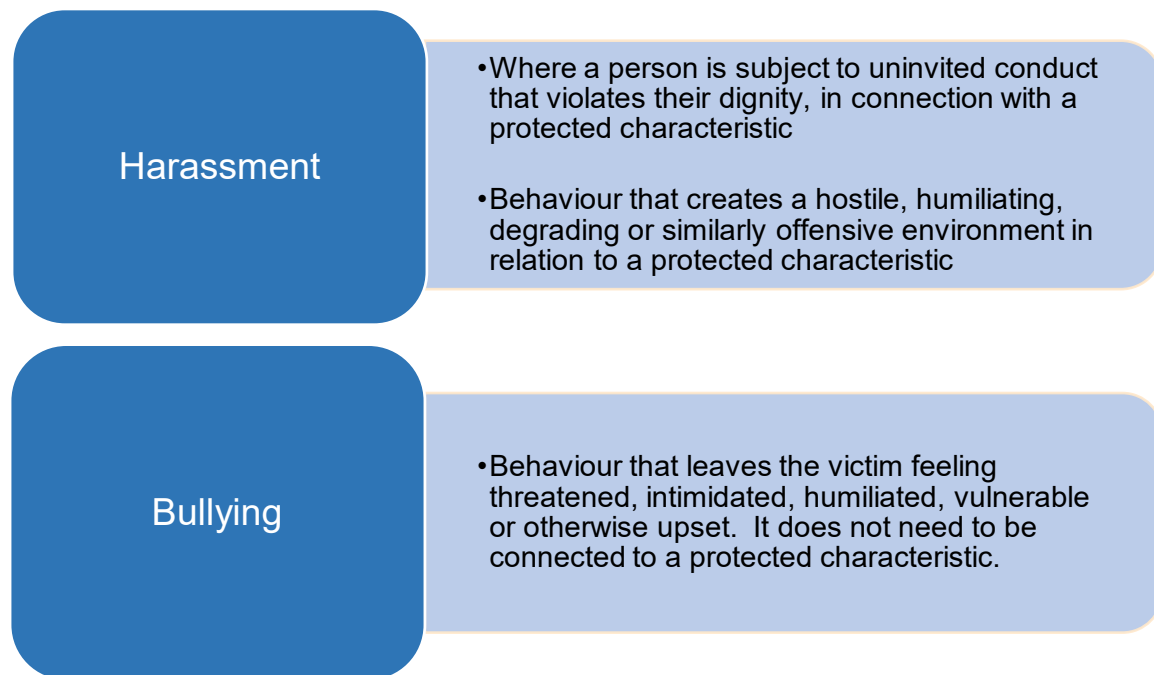 Harassment
•Where a person is subject to uninvited conduct
that violates their dignity, in connection with a
protected characteristic
•Behaviour that creates a hostile, humiliating,
degrading or similarly offensive environment in
relation to a protected characteristic
Bullying
•Behaviour that leaves the victim feeling
threatened, intimidated, humiliated, vulnerable
or otherwise upset.  It does not need to be
connected to a protected characteristic.